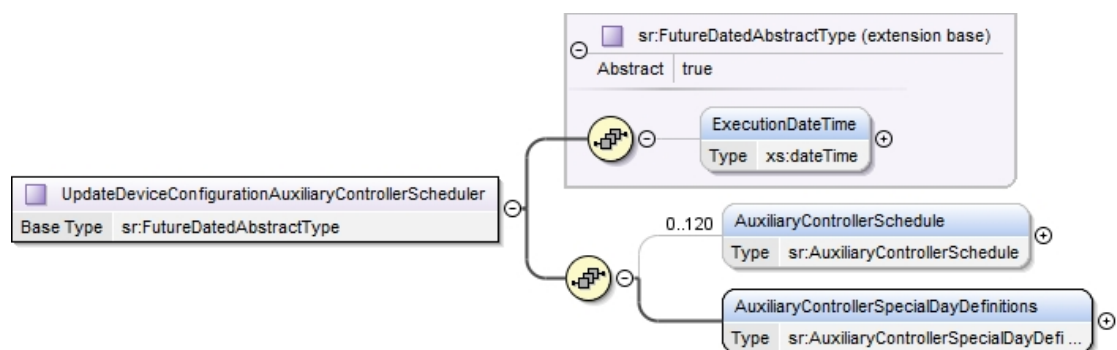 sr:FutureDatedAbstractType (extension base)
Abstract true
ExecutionDateTime
Type xs:dateTime
UpdateDeviceConfigurationAuxiliaryControllerScheduler
Base Type sr:FutureDatedAbstractType
0..120
AuxiliaryControllerSchedule
Type sr:AuxiliaryControllerSchedule
AuxiliaryControllerSpecialDayDefinitions
Type sr:AuxiliaryControllerSpecialDayDefi ...